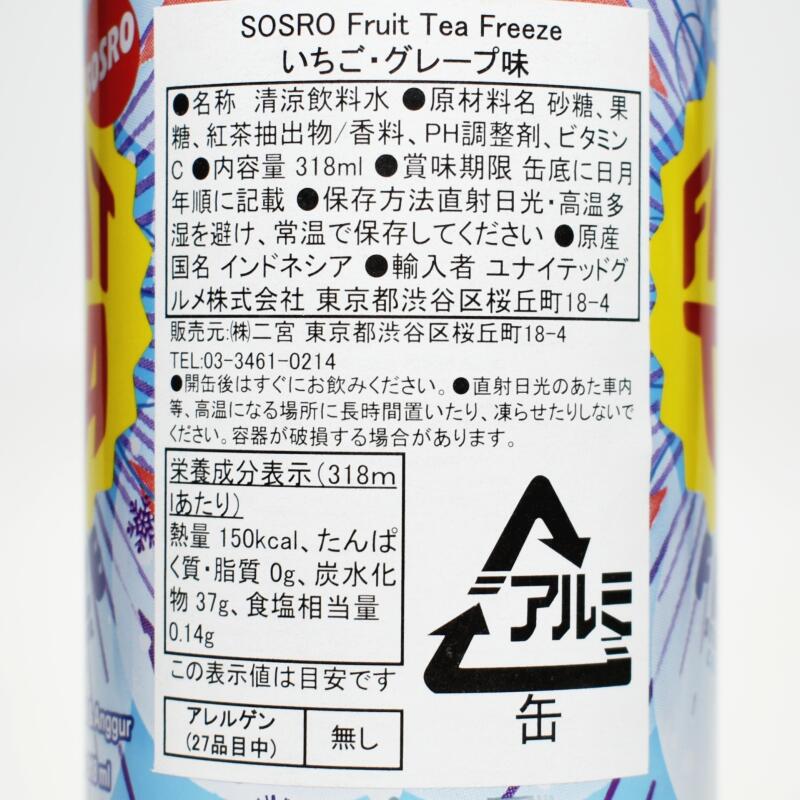 SOSRO
SOSRO Fruit Tea Freeze
いちご・グレープ味
●名称 清涼飲料水 ●原材料名 砂糖、果
糖、紅茶抽出物/香料、PH調整剤、ビタミン
C ●内容量 318ml ●賞味期限 缶底に日月
年順に記載 ●保存方法直射日光・高温多
湿を避け、常温で保存してください ●原産
国名 インドネシア ●輸入者 ユナイテッドグ
ルメ株式会社 東京都渋谷区桜丘町18-4
販売元:㈱二宮 東京都渋谷区桜丘町18-4
TEL:03-3461-0214
●開缶後はすぐにお飲みください。●直射日光のあた車内
等、高温になる場所に長時間置いたり、凍らせたりしないで
ください。容器が破損する場合があります。
栄養成分表示(318m
lあたり)
熱量 150kcal、たんぱ
く質・脂質 0g、炭水化
物 37g、食塩相当量
0.14g
この表示値は目安です
アレルゲン
(27品目中)
無し
アルミ
缶
Anggur
ml